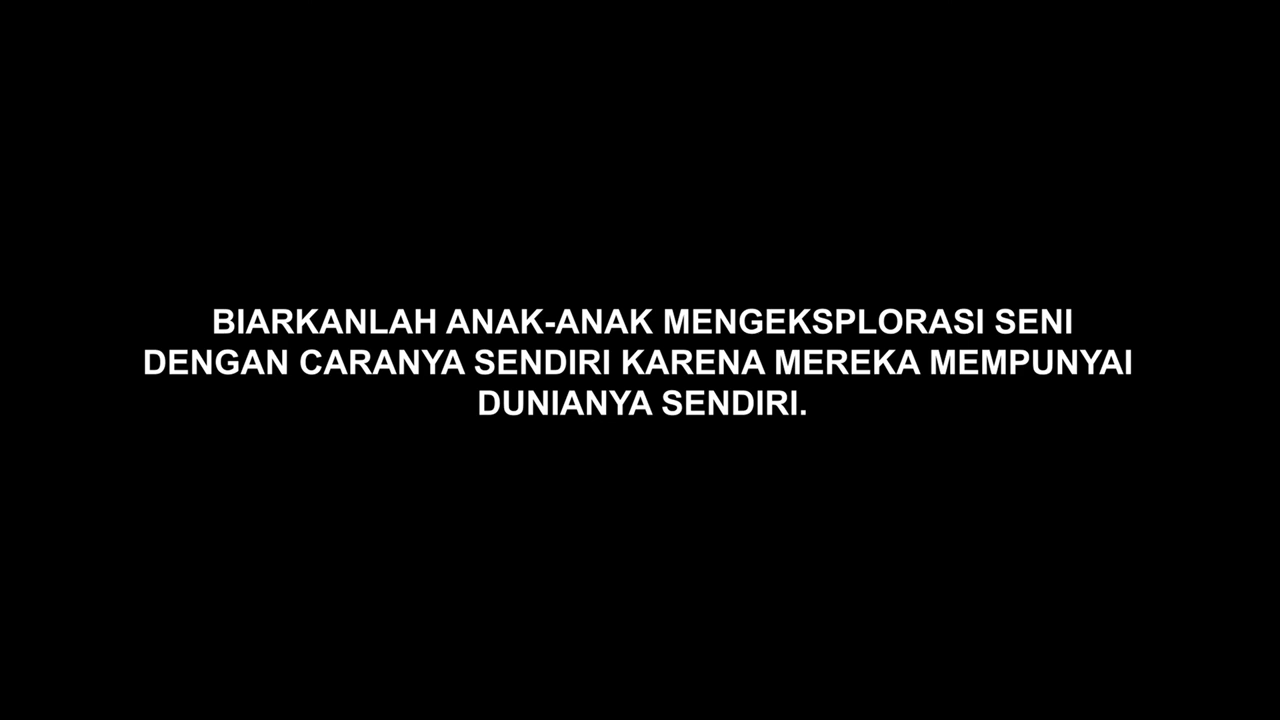 BIARKANLAH ANAK-ANAK MENGEKSPLORASI SENI
DENGAN CARANYA SENDIRI KARENA MEREKA MEMPUNYAI
DUNIANYA SENDIRI.